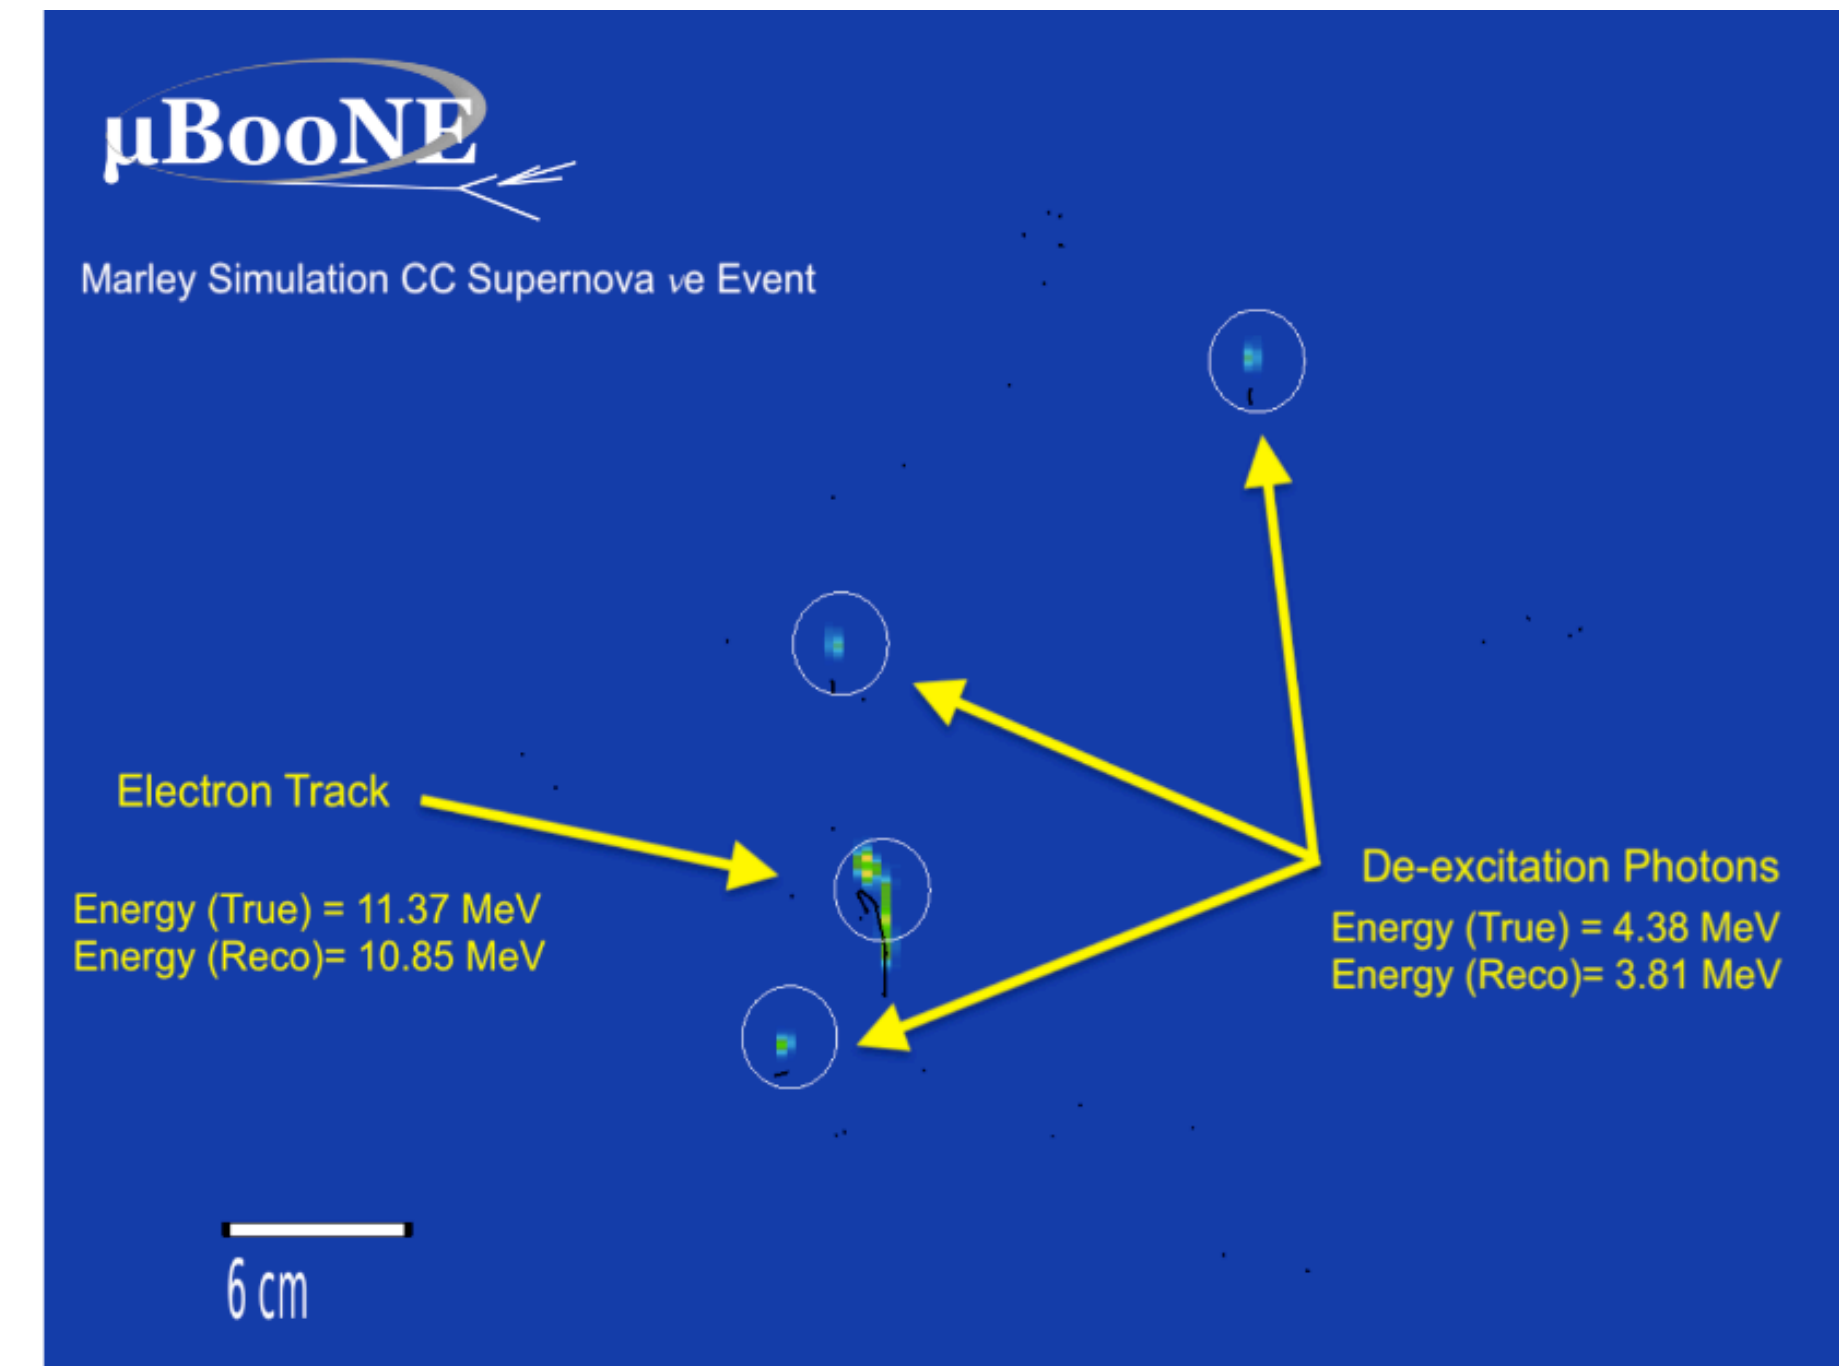 µBooNE
Marley Simulation CC Supernova νe Event
Electron Track
Energy (True) = 11.37 MeV
Energy (Reco)= 10.85 MeV
De-excitation Photons
Energy (True) = 4.38 MeV
Energy (Reco)= 3.81 MeV
6 cm